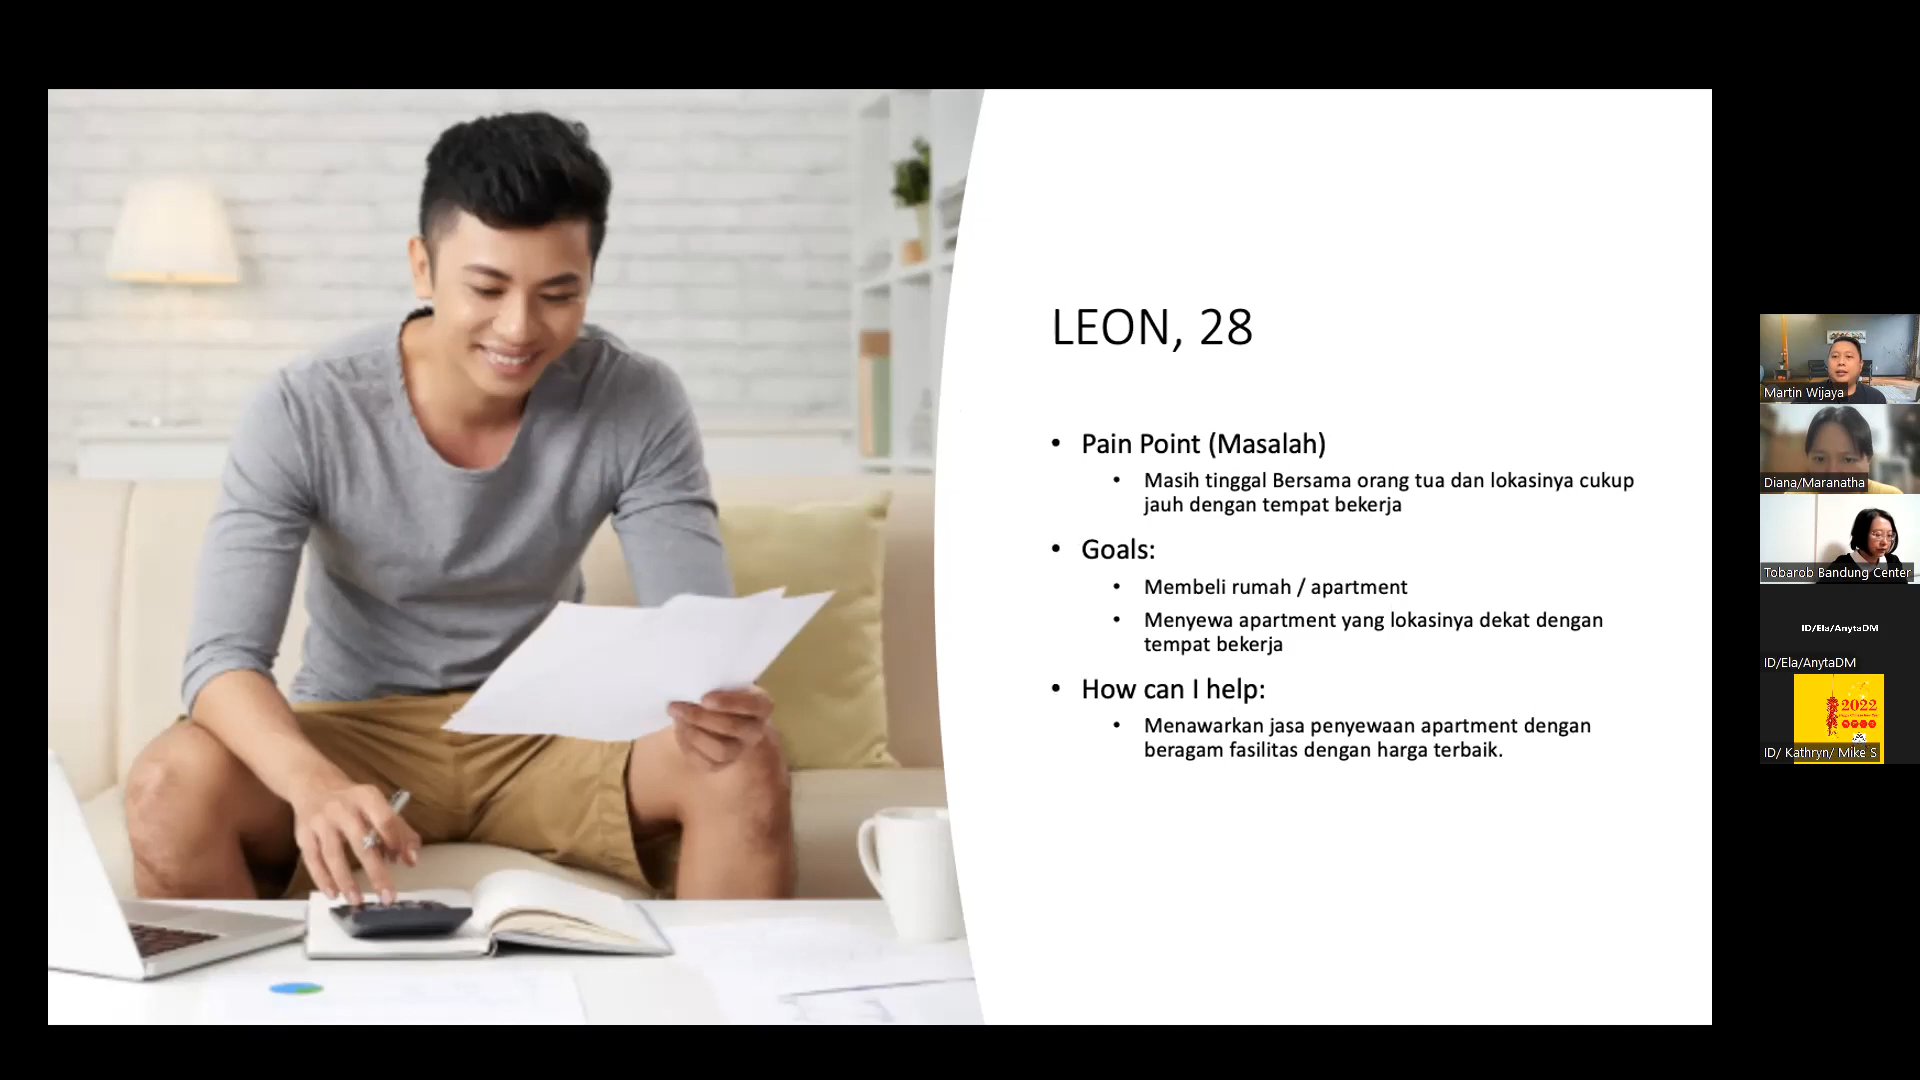 LEON, 28
• Pain Point (Masalah)
• Masih tinggal Bersama orang tua dan lokasinya cukup
jauh dengan tempat bekerja
• Goals:
• Membeli rumah / apartment
• Menyewa apartment yang lokasinya dekat dengan
tempat bekerja
• How can I help:
• Menawarkan jasa penyewaan apartment dengan
beragam fasilitas dengan harga terbaik.
Martin Wijaya
Diana/Maranatha
Tobarob Bandung Center
ID/Ela/AnytaDM
ID/Ela/AnytaDM
2022
ID/ Kathryn/ Mike S